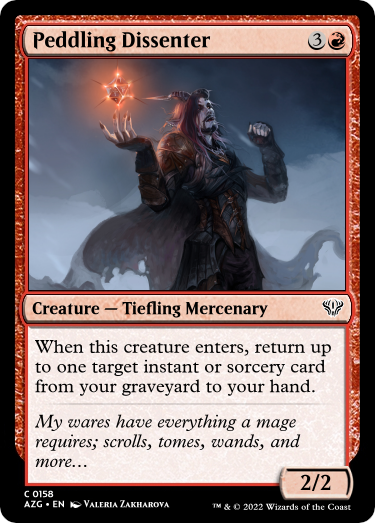 Peddling Dissenter 3
Creature — Tiefling Mercenary
When this creature enters, return up
to one target instant or sorcery card
from your graveyard to your hand.
My wares have everything a mage
requires; scrolls, tomes, wands, and
more…
2/2
C 0158
AZG • EN Valeria Zakharova
™ & © 2022 Wizards of the Coast